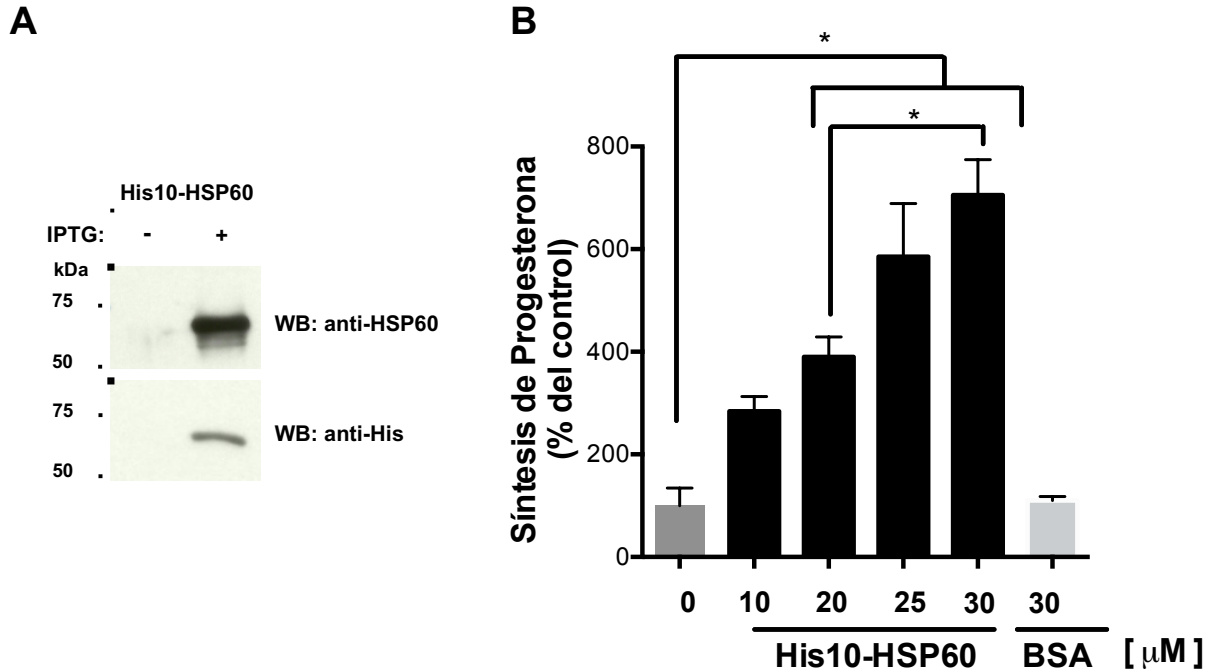 A
His10-HSP60
IPTG: - +
kDa
75
50
WB: anti-HSP60
75
50
WB: anti-His
B
*
*
Síntesis de Progesterona
(% del control)
800
600
400
200
0
0 10 20 25 30 30
His10-HSP60 BSA [ μM ]